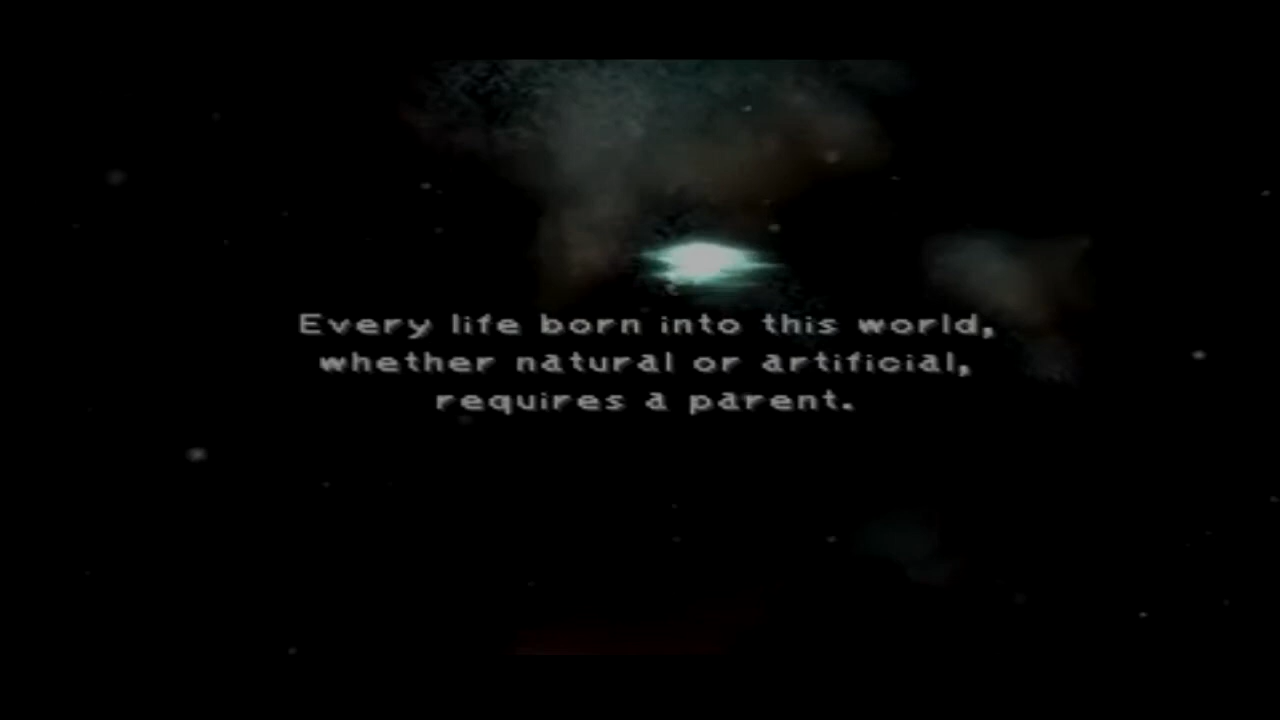 Every life born into this world,
whether natural or artificial,
requires a parent.